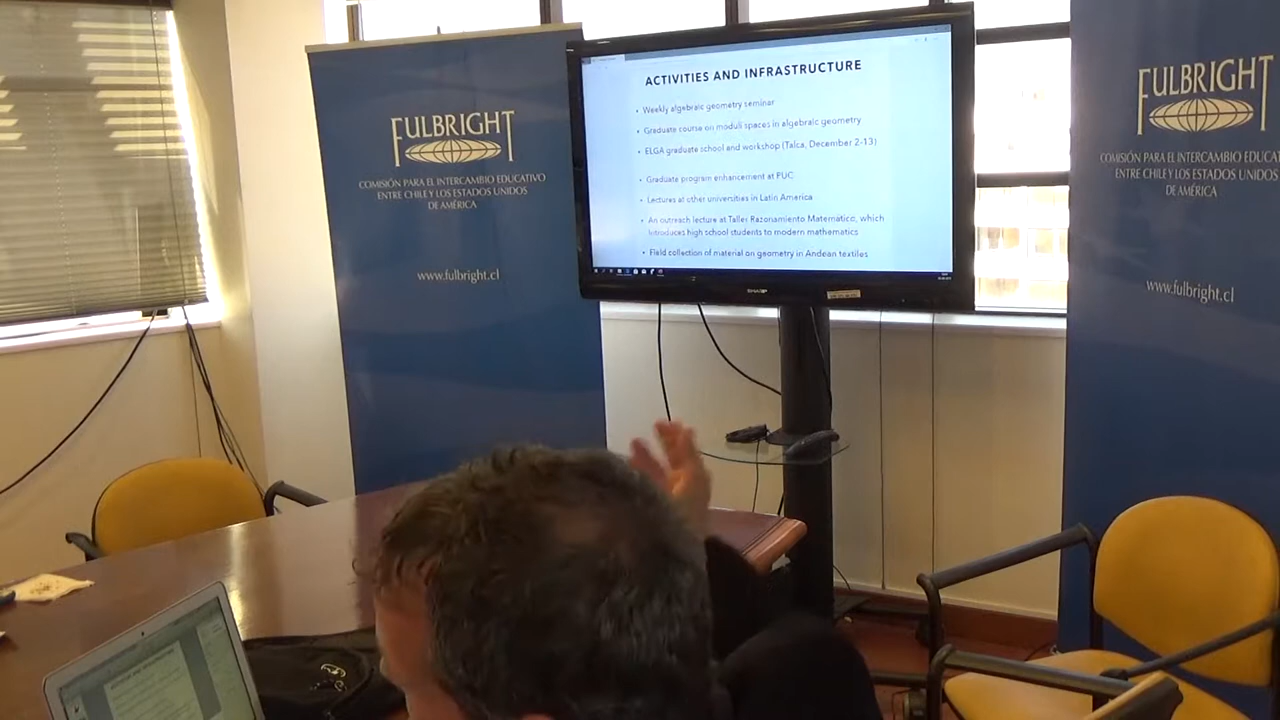 FULBRIGHT
COMISIÓN PARA EL INTERCAMBIO EDUCATIVO
ENTRE CHILE Y LOS ESTADOS UNIDOS
DE AMÉRICA
www.fulbright.cl
ACTIVITIES AND INFRASTRUCTURE
• Weekly algebraic geometry seminar
• Graduate course on moduli spaces in algebraic geometry
• ELGA graduate school and workshop (Talca, December 2-13)
• Graduate program enhancement at PUC
• Lectures at other universities in Latin America
• An outreach lecture at Taller Razonamiento Matemático, which
introduces high school students to modern mathematics
• Field collection of material on geometry in Andean textiles
SHARP
FULBRIGHT
COMISIÓN PARA EL INTERCAMBIO EDUCAT
ENTRE CHILE Y LOS ESTADOS UNIDOS
DE AMÉRICA
www.fulbright.cl